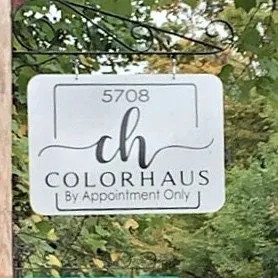 5708
ch
COLORHAUS
By Appointment Only